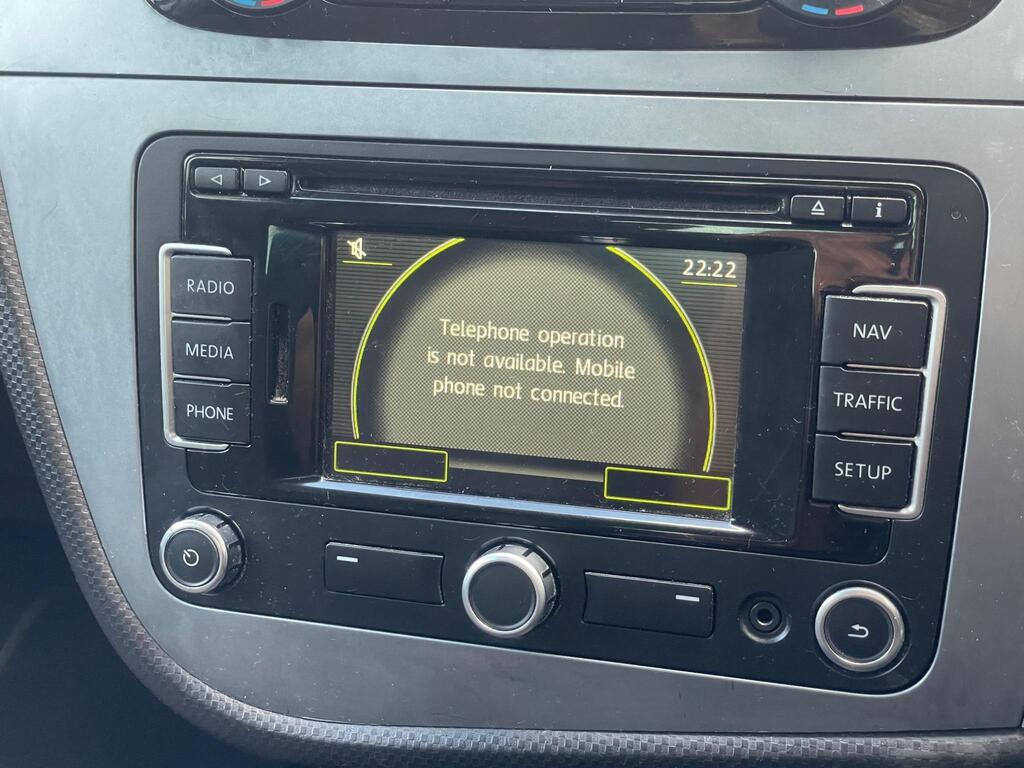 i
RADIO
MEDIA
PHONE
22:22
Telephone operation
is not available. Mobile
phone not connected.
NAV
TRAFFIC
SETUP